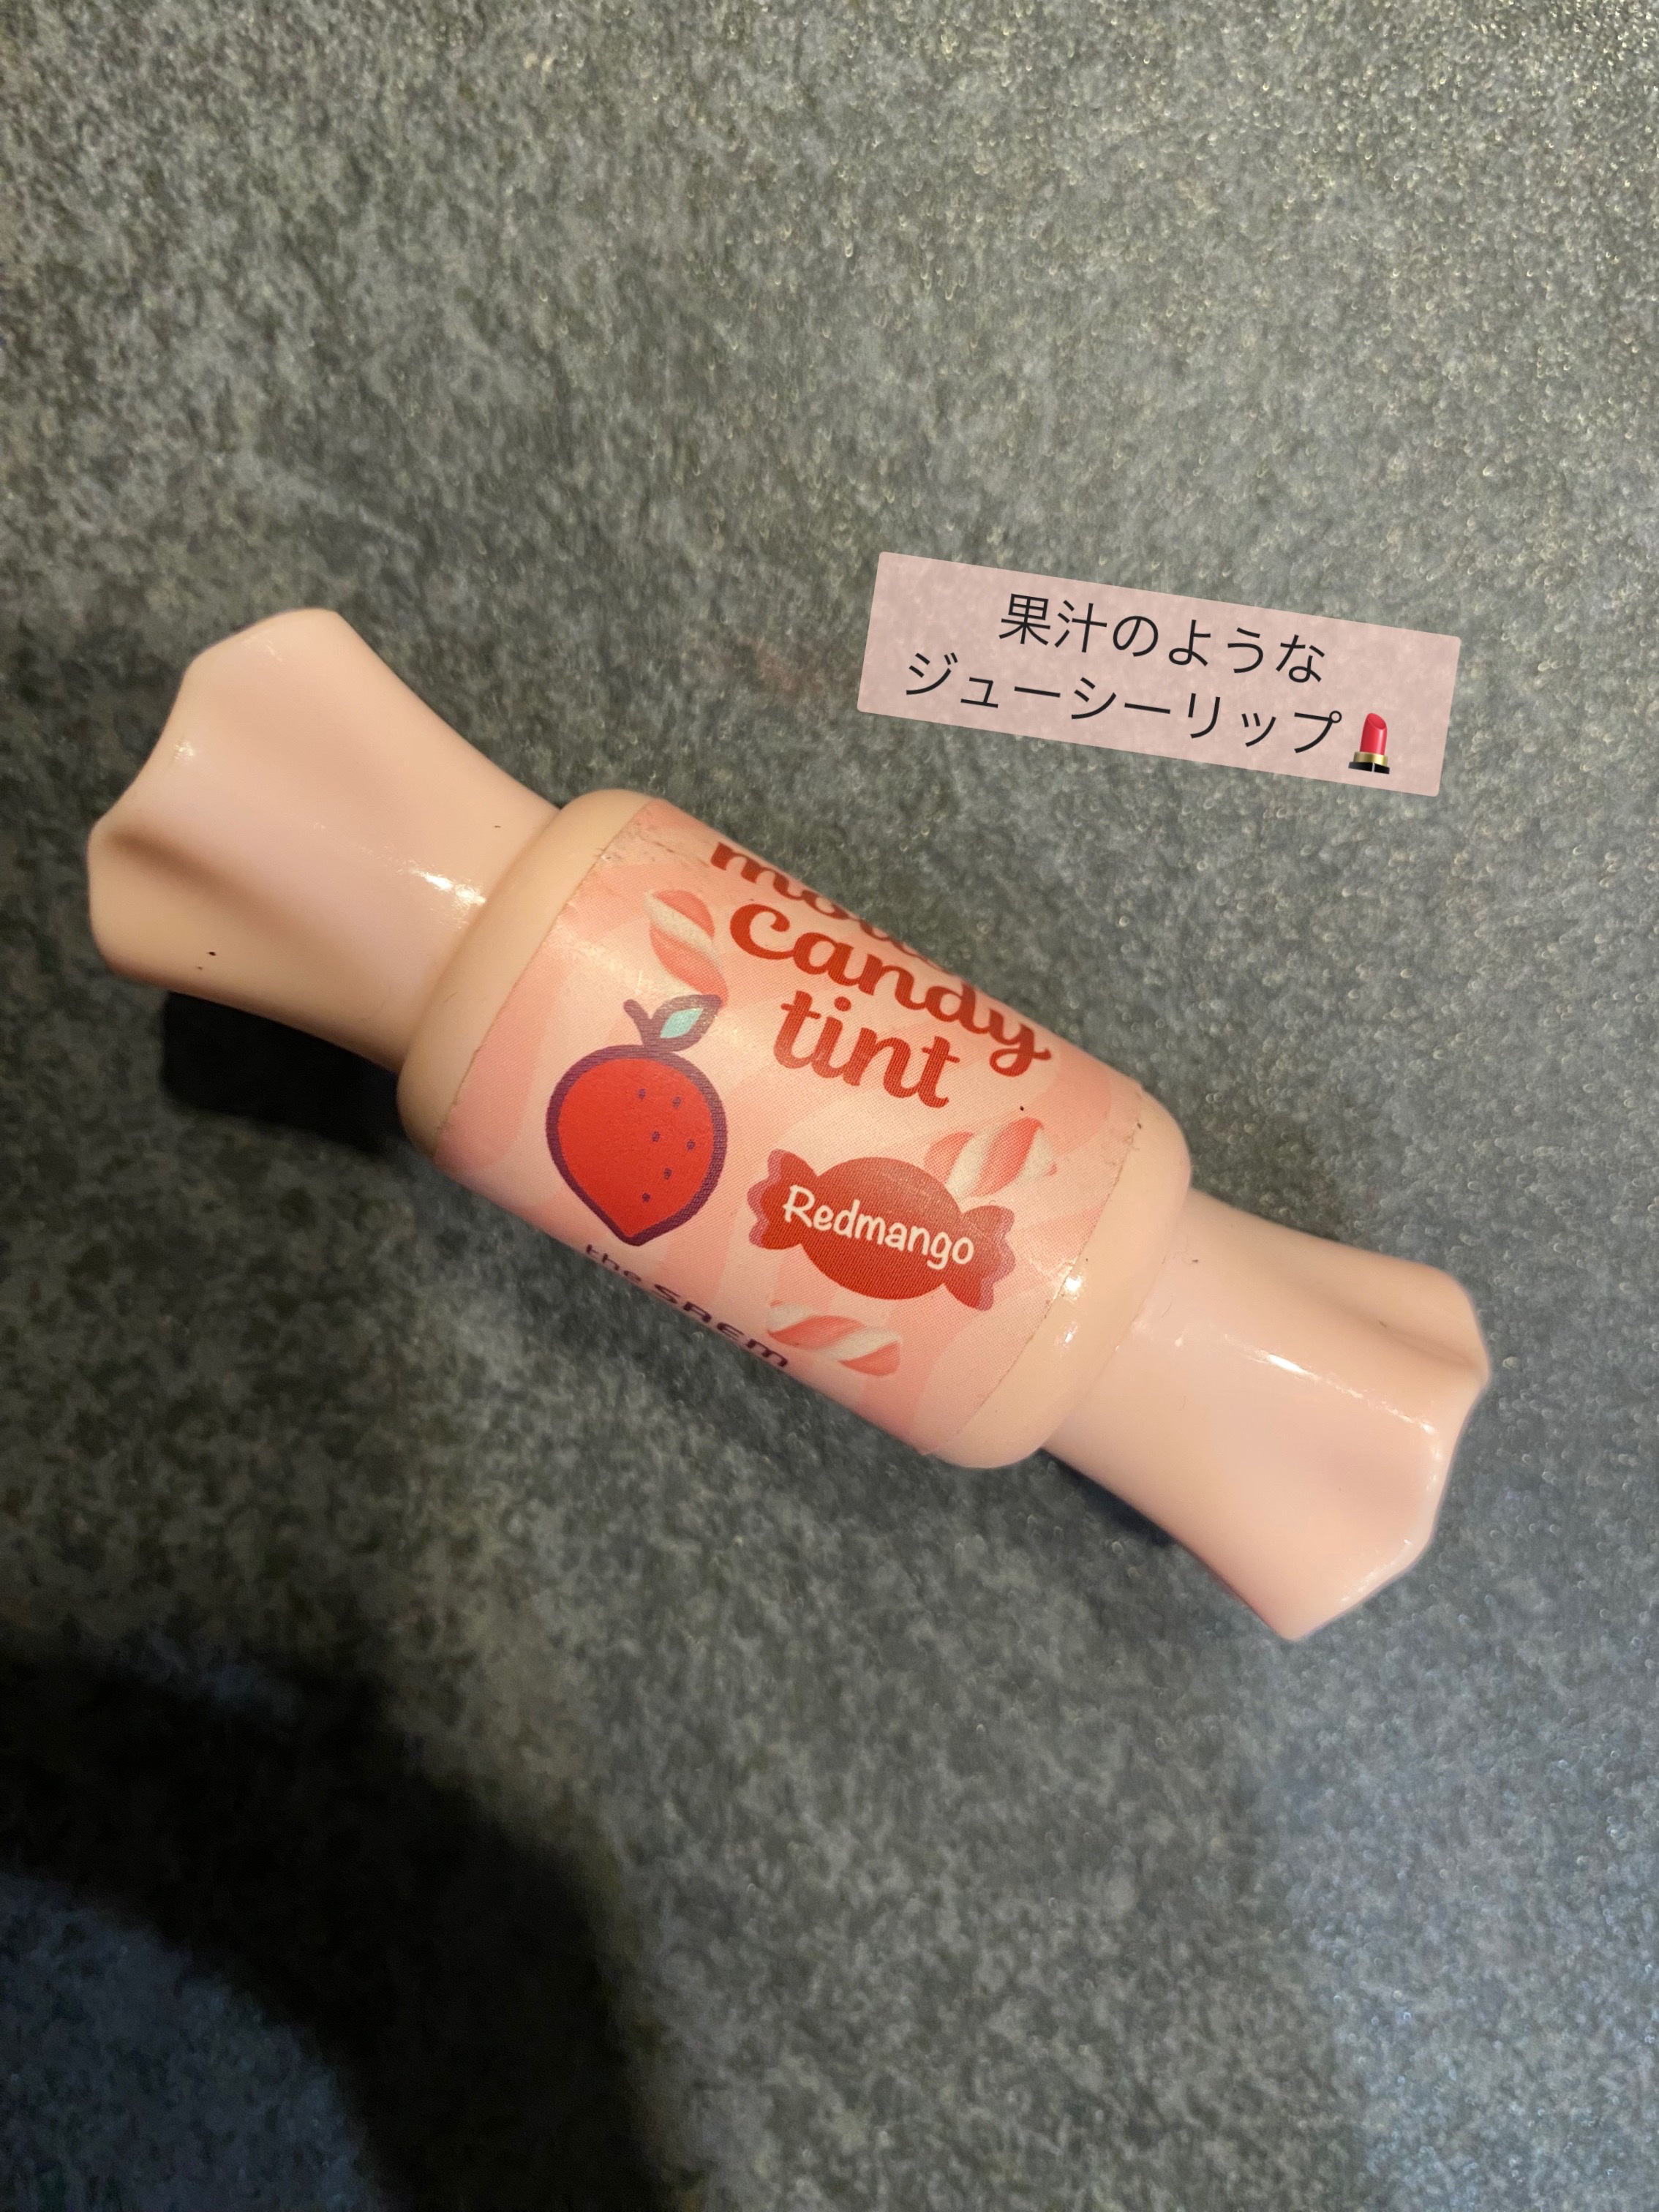 果汁のような
ジューシーリップ💄
candy
tint
Redmango
the SAEM